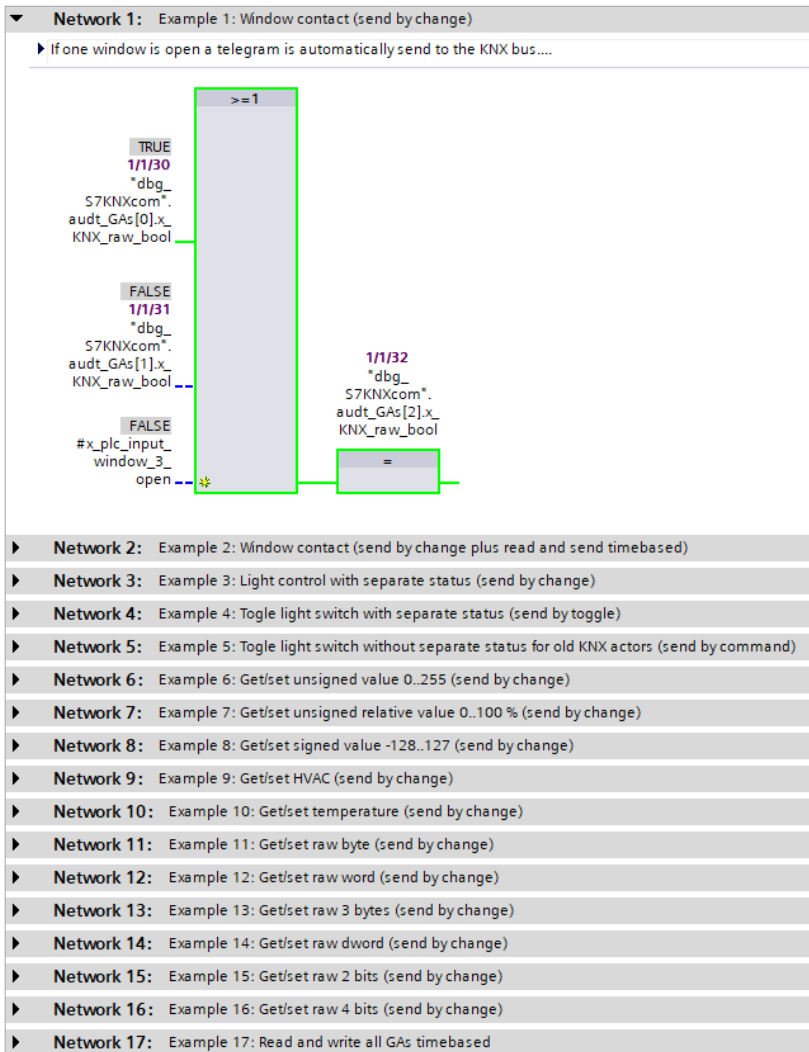 Network 1: Example 1: Window contact (send by change)
If one window is open a telegram is automatically send to the KNX bus....
>=1
TRUE
1/1/30
"dbg_
S7KNXcom".
audt_GAs[0].x_
KNX_raw_bool
FALSE
1/1/31
"dbg_
S7KNXcom".
audt_GAs[1].x_
KNX_raw_bool
1/1/32
"dbg_
S7KNXcom".
audt_GAs[2].x_
KNX_raw_bool
FALSE
#x_plc_input_
window_3_
open
=
Network 2: Example 2: Window contact (send by change plus read and send timebased)
Network 3: Example 3: Light control with separate status (send by change)
Network 4: Example 4: Togle light switch with separate status (send by toggle)
Network 5: Example 5: Togle light switch without separate status for old KNX actors (send by command)
Network 6: Example 6: Get/set unsigned value 0..255 (send by change)
Network 7: Example 7: Get/set unsigned relative value 0..100 % (send by change)
Network 8: Example 8: Get/set signed value -128..127 (send by change)
Network 9: Example 9: Get/set HVAC (send by change)
Network 10: Example 10: Get/set temperature (send by change)
Network 11: Example 11: Get/set raw byte (send by change)
Network 12: Example 12: Get/set raw word (send by change)
Network 13: Example 13: Get/set raw 3 bytes (send by change)
Network 14: Example 14: Get/set raw dword (send by change)
Network 15: Example 15: Get/set raw 2 bits (send by change)
Network 16: Example 16: Get/set raw 4 bits (send by change)
Network 17: Example 17: Read and write all GAs timebased